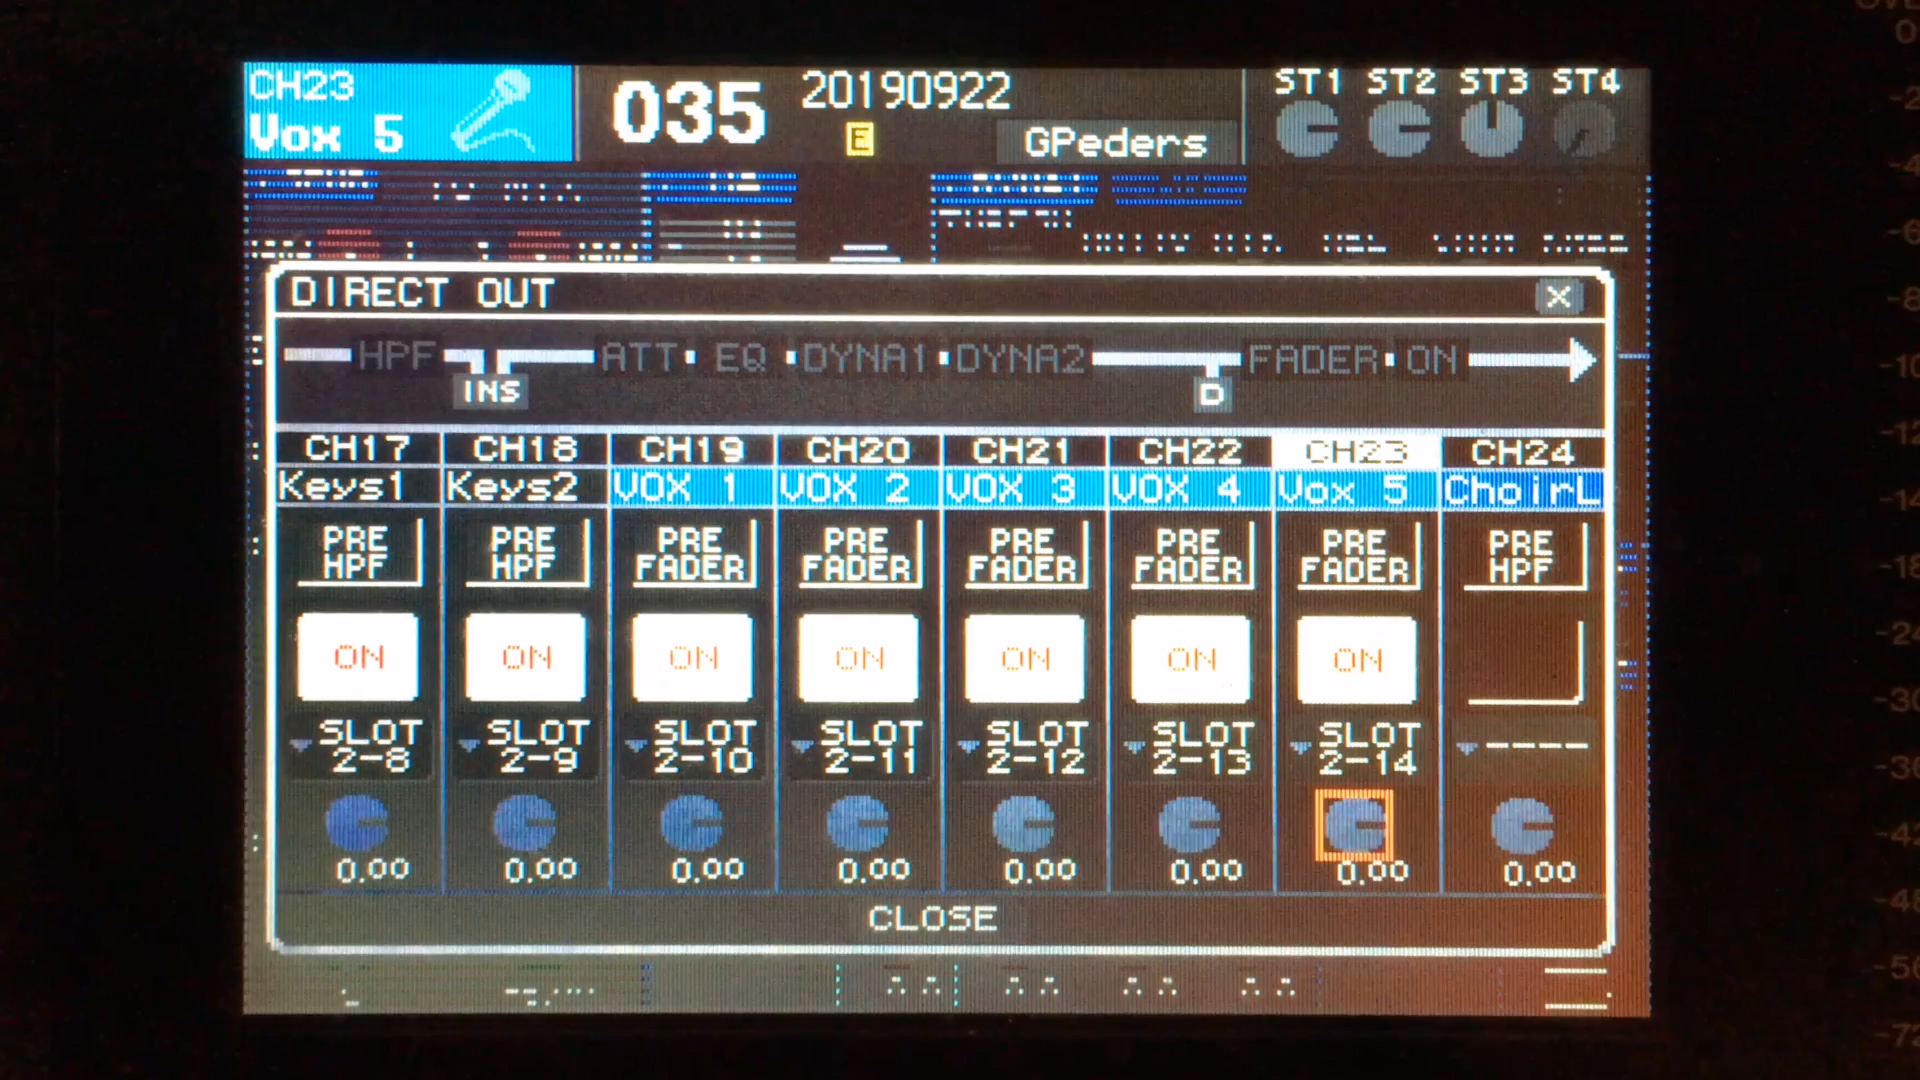 CH23
Vox 5
035
20190922
E
GPeders
ST1 ST2 ST3 ST4
DIRECT OUT
X
HPF ATT EQ DYNA1 DYNA2 FADER ON
INS D
CH17 CH18 CH19 CH20 CH21 CH22 CH23 CH24
Keys1 Keys2 VOX 1 VOX 2 VOX 3 VOX 4 Vox 5 ChoirL
PRE PRE PRE PRE PRE PRE PRE PRE
HPF HPF FADER FADER FADER FADER FADER HPF
ON ON ON ON ON ON ON
SLOT SLOT SLOT SLOT SLOT SLOT SLOT ----
2-8 2-9 2-10 2-11 2-12 2-13 2-14
0.00 0.00 0.00 0.00 0.00 0.00 0.00 0.00
CLOSE